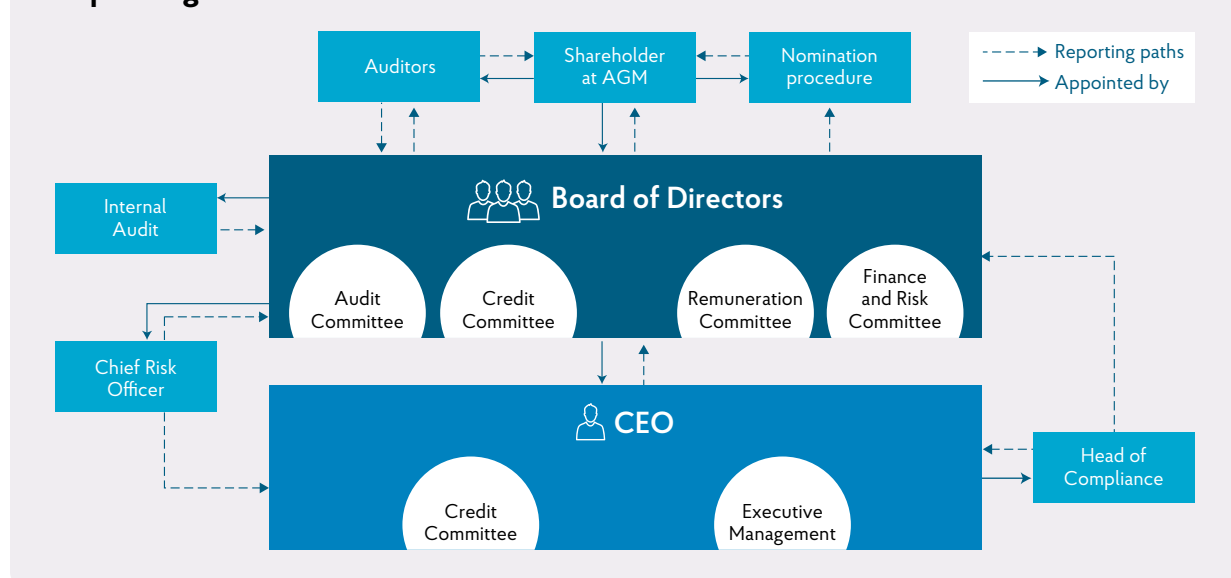 Auditors
Shareholder
at AGM
Nomination
procedure
Reporting paths
Appointed by
Internal
Audit
Board of Directors
Audit
Committee
Credit
Committee
Remuneration
Committee
Finance
and Risk
Committee
Chief Risk
Officer
CEO
Credit
Committee
Executive
Management
Head of
Compliance